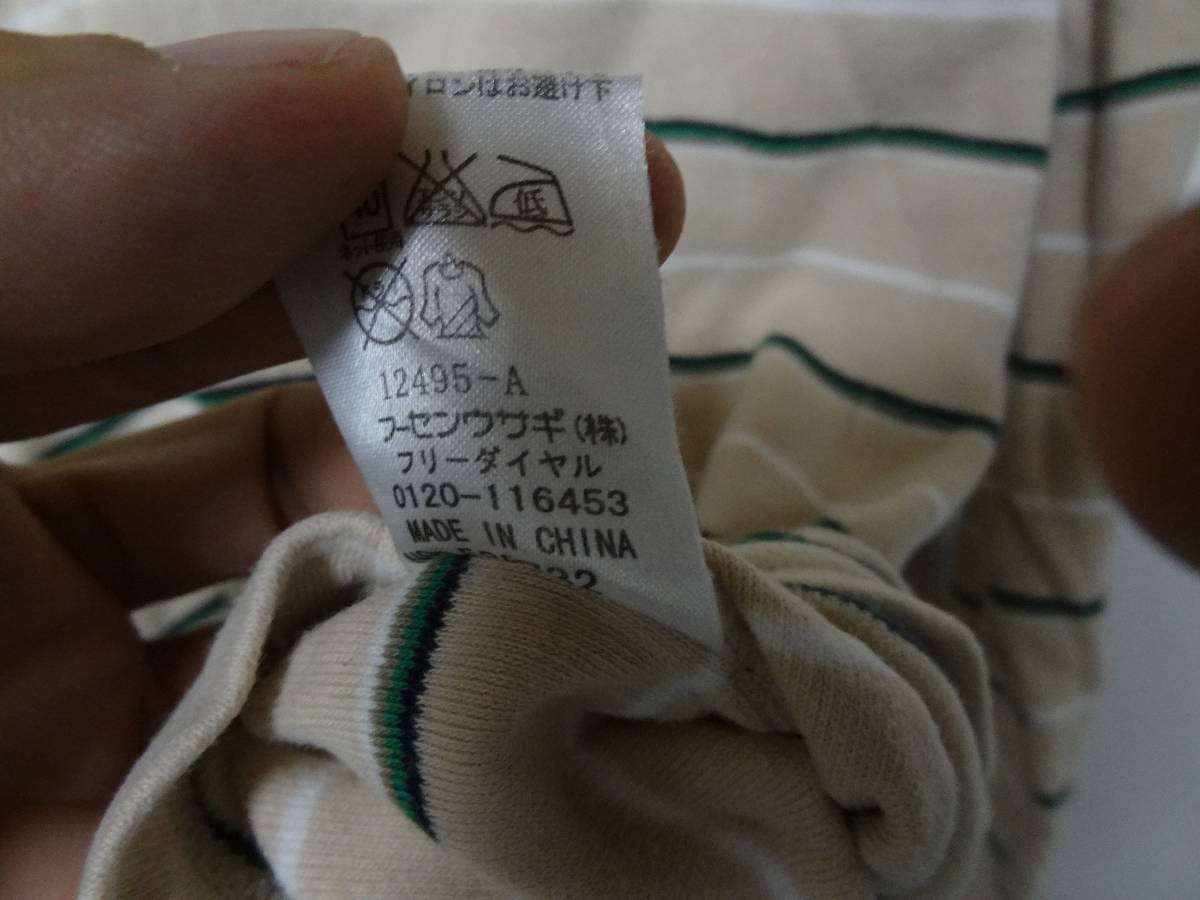 イロンはお避け下
低
12495-A
フーセンウサギ(株)
フリーダイヤル
0120-116453
MADE IN CHINA